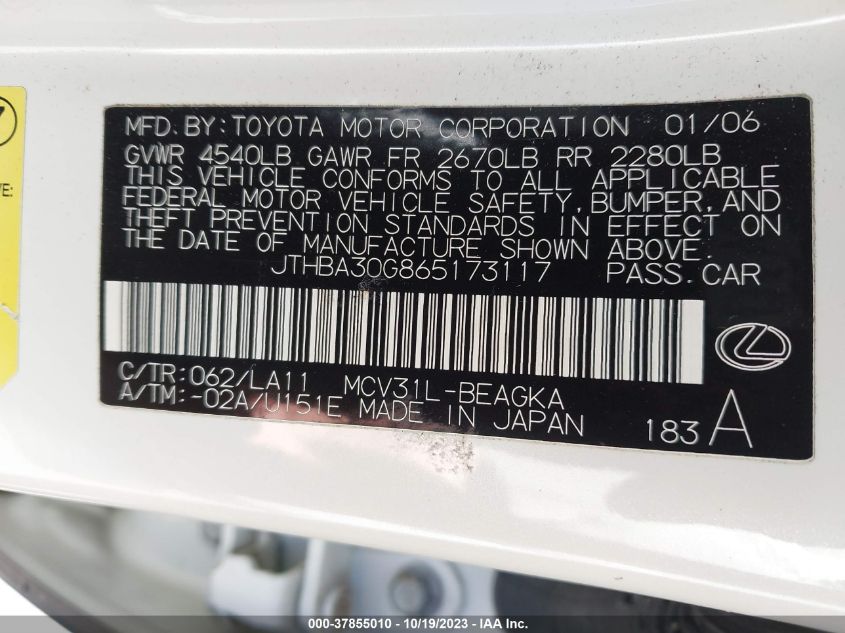 MFD.BY:TOYOTA MOTOR CORPORATION 01/06
GVWR 4540LB GAWR FR 2670LB RR 2280LB
THIS VEHICLE CONFORMS TO ALL APPLICABLE
FEDERAL MOTOR VEHICLE SAFETY,BUMPER,AND
THEFT PREVENTION STANDARDS IN EFFECT ON
THE DATE OF MANUFACTURE SHOWN ABOVE.
JTHBA30G865173117 PASS.CAR
C/TR:062/LA11 MCV31L-BEAGKA
A/TM:-02A/U151E MADE IN JAPAN
183 A
000-37855010 - 10/19/2023 - IAAI Inc.